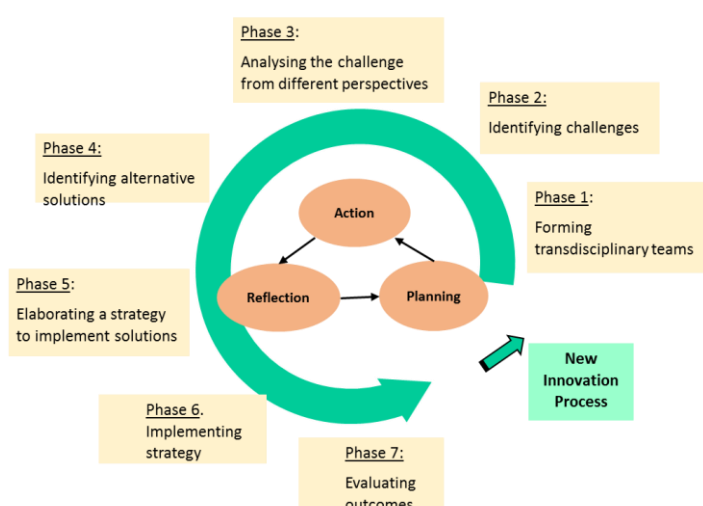 Phase 3:
Analysing the challenge
from different perspectives
Phase 2:
Identifying challenges
Phase 4:
Identifying alternative
solutions
Phase 1:
Forming
transdisciplinary teams
Action
Reflection
Planning
Phase 5:
Elaborating a strategy
to implement solutions
New
Innovation
Process
Phase 6.
Implementing
strategy
Phase 7:
Evaluating
outcomes